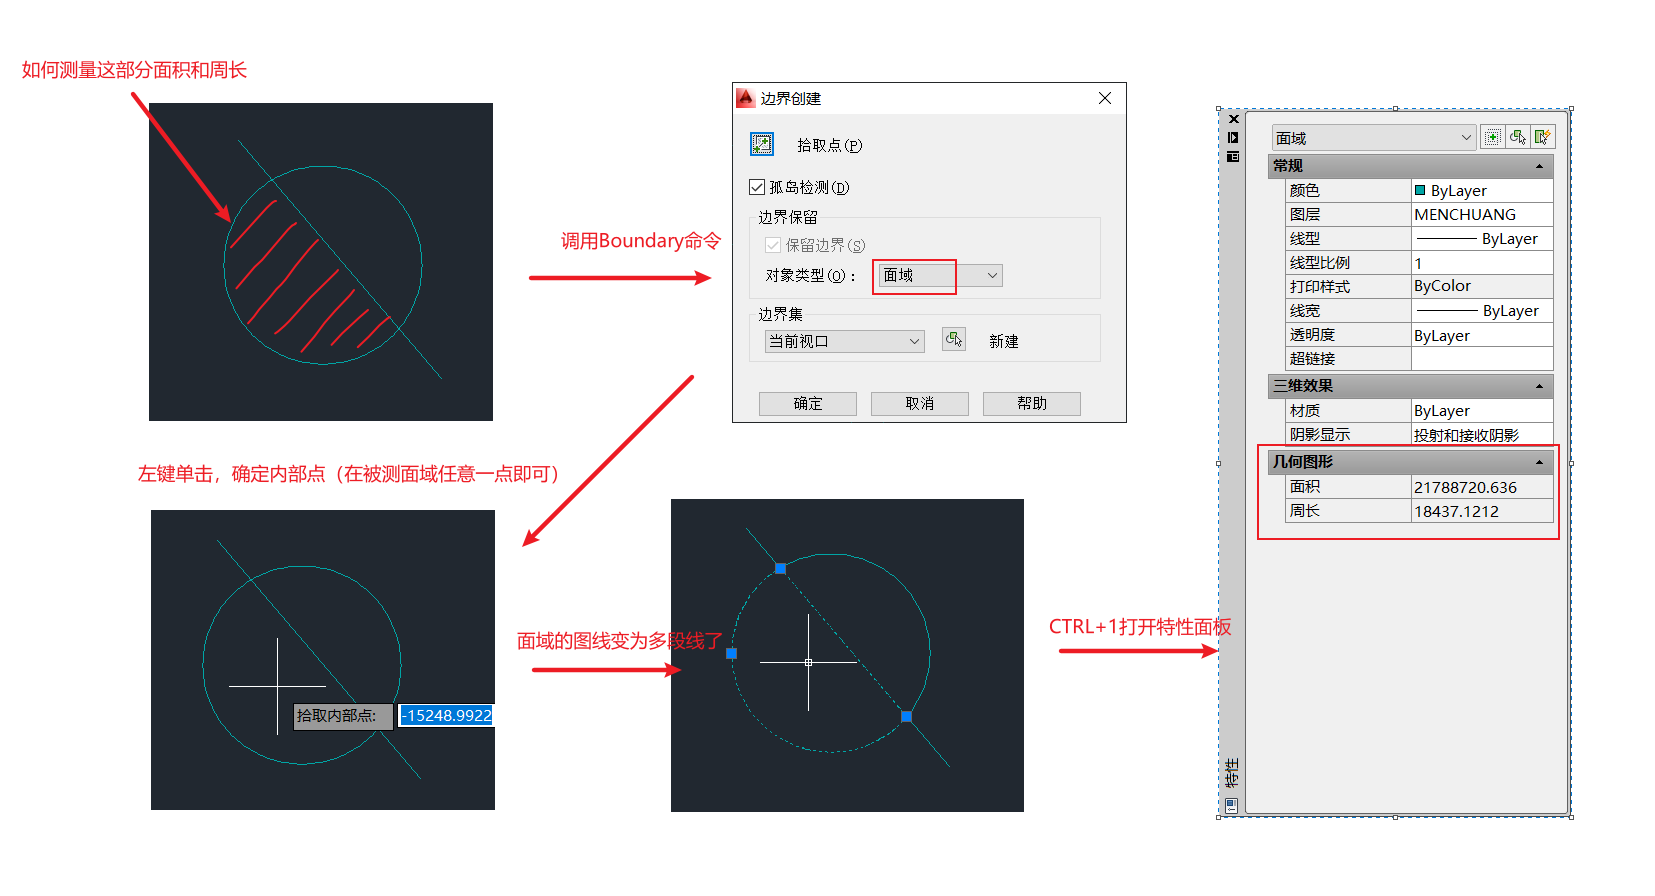 如何测量这部分面积和周长
调用Boundary命令
边界创建
拾取点(P)
孤岛检测(D)
边界保留
保留边界(S)
对象类型(O)：
面域
边界集
当前视口
新建
确定
取消
帮助
左键单击，确定内部点（在被测面域任意一点即可）
拾取内部点:
-15248.9922
面域的图线变为多段线了
CTRL+1打开特性面板
面域
常规
颜色 ByLayer
图层 MENCHUANG
线型 ByLayer
线型比例 1
打印样式 ByColor
线宽 ByLayer
透明度 ByLayer
超链接
三维效果
材质 ByLayer
阴影显示 投射和接收阴影
几何图形
面积 21788720.636
周长 18437.1212
特性